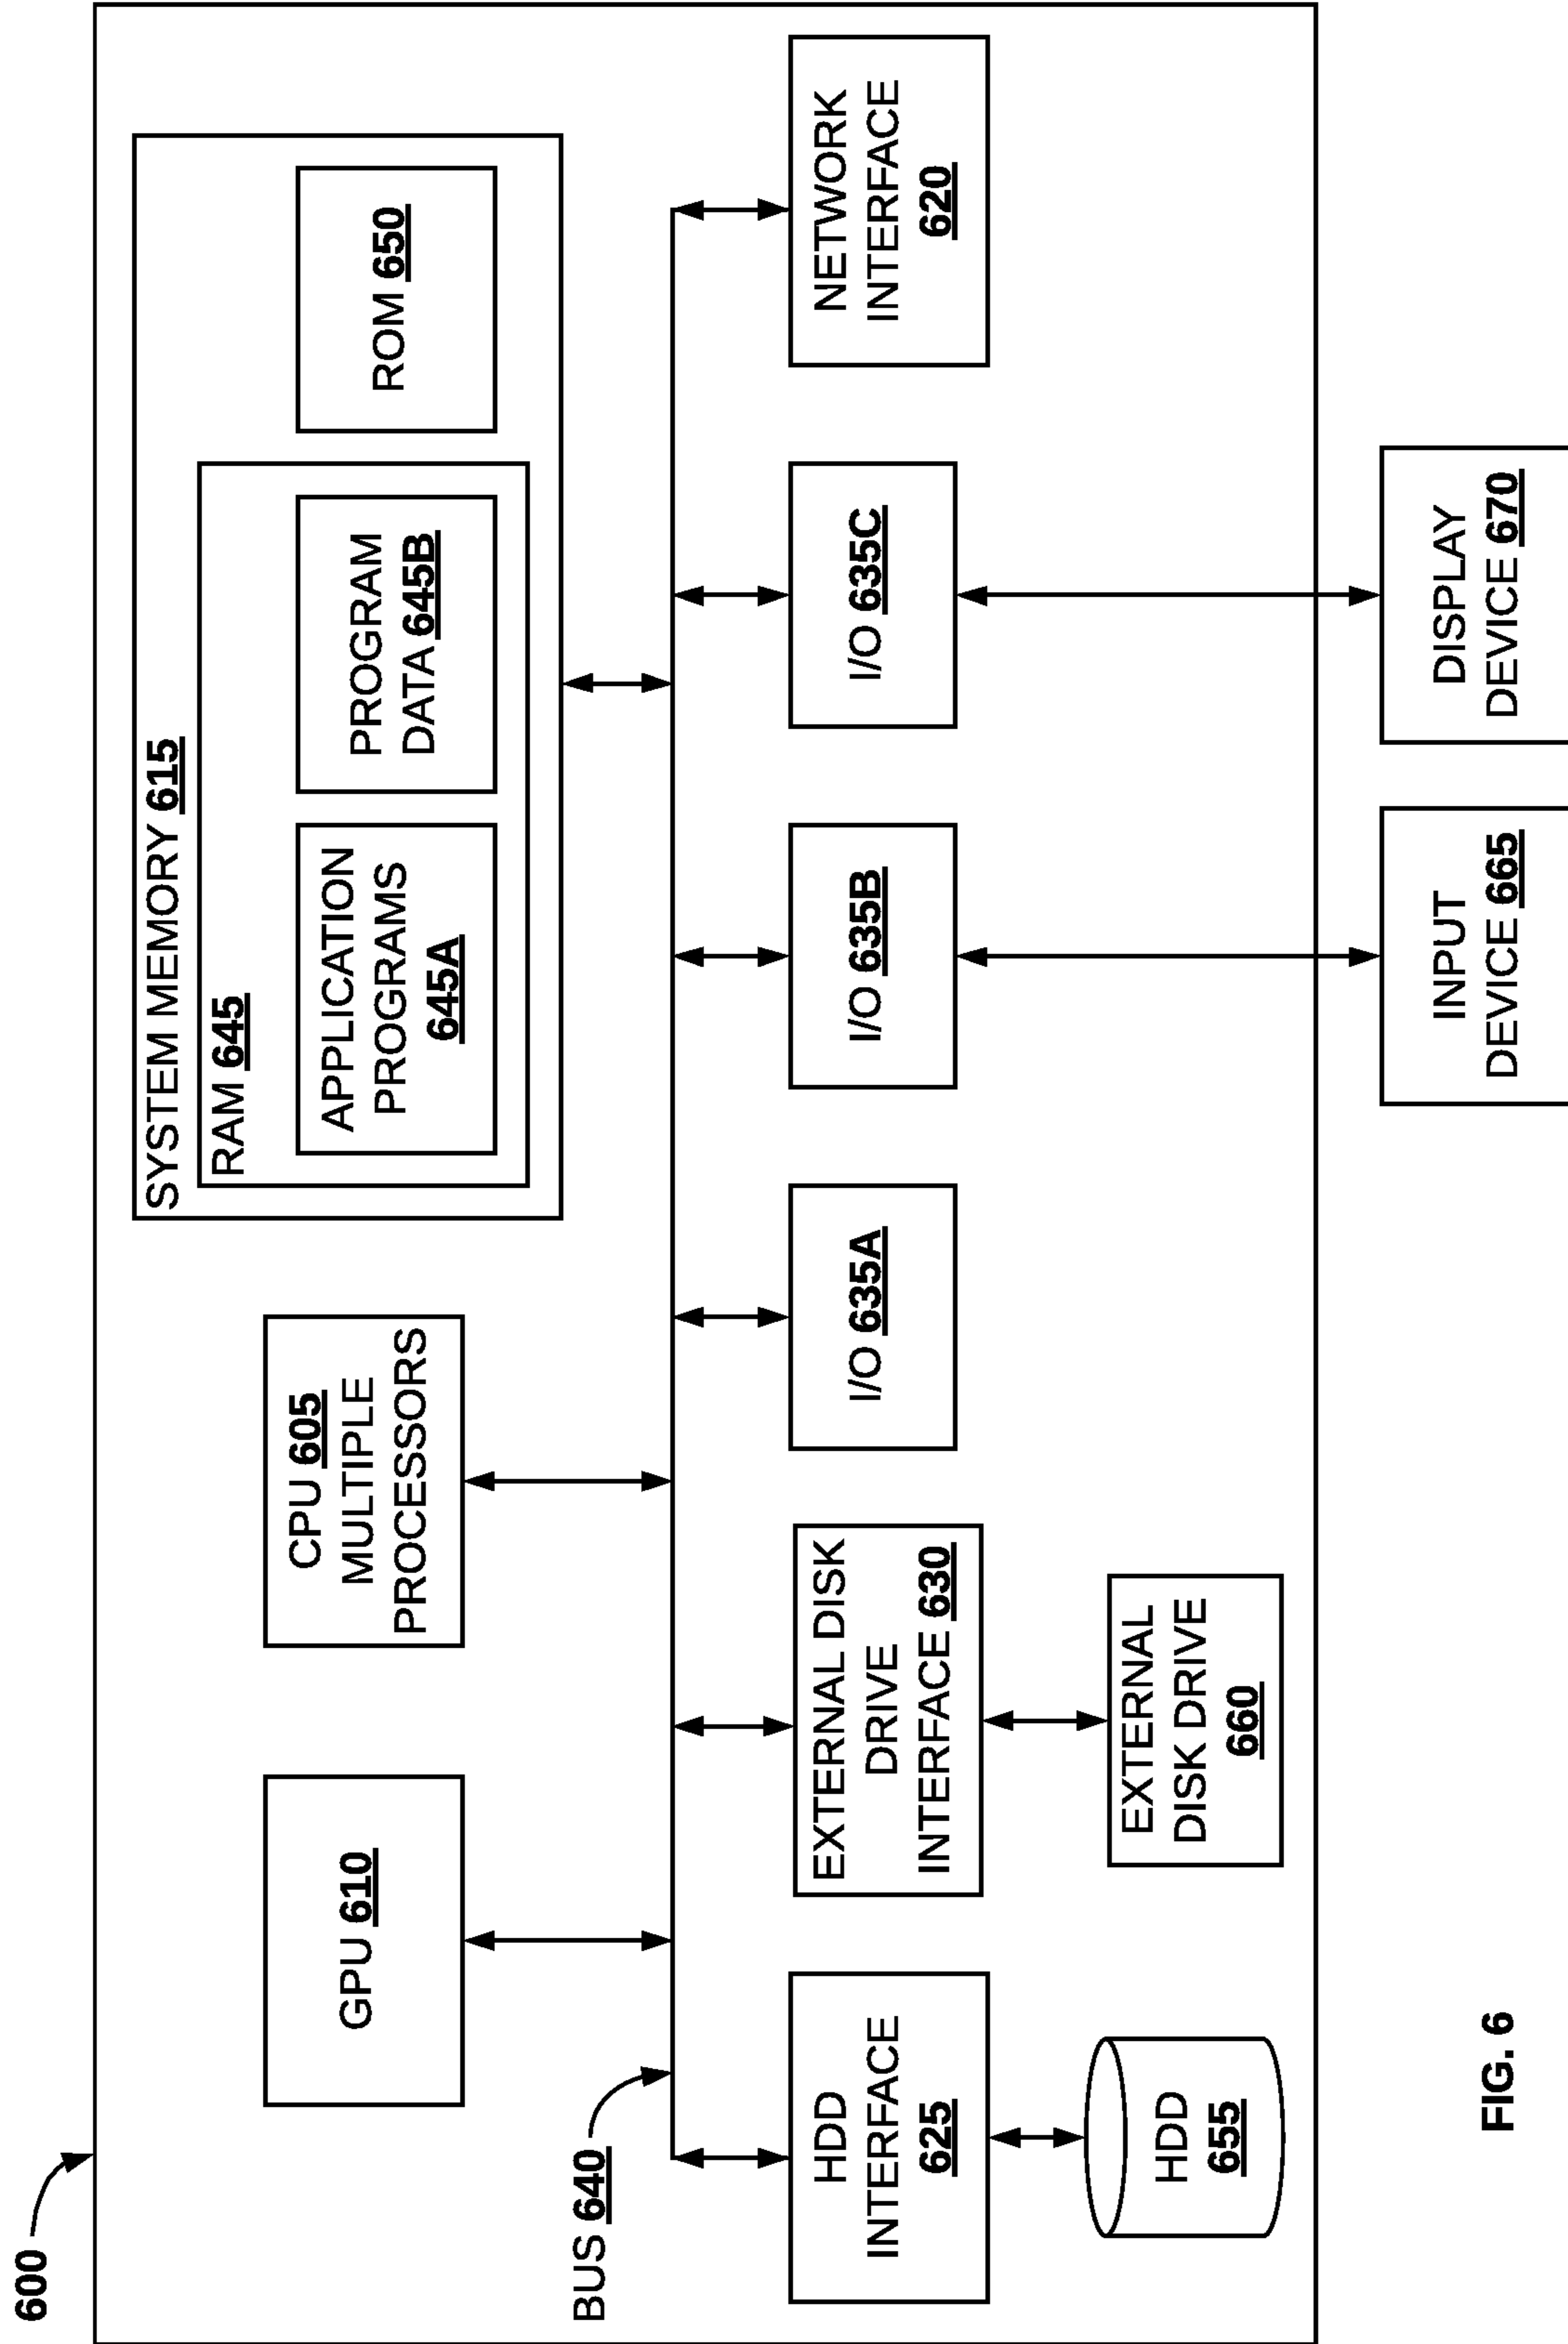 600
SYSTEM MEMORY 615
RAM 645
APPLICATION
PROGRAMS
645A
PROGRAM
DATA 645B
ROM 650
CPU 605
MULTIPLE
PROCESSORS
GPU 610
BUS 640
HDD
INTERFACE
625
EXTERNAL DISK
DRIVE
INTERFACE 630
I/O 635A
I/O 635B
I/O 635C
NETWORK
INTERFACE
620
HDD
655
EXTERNAL
DISK DRIVE
660
INPUT
DEVICE 665
DISPLAY
DEVICE 670
FIG. 6